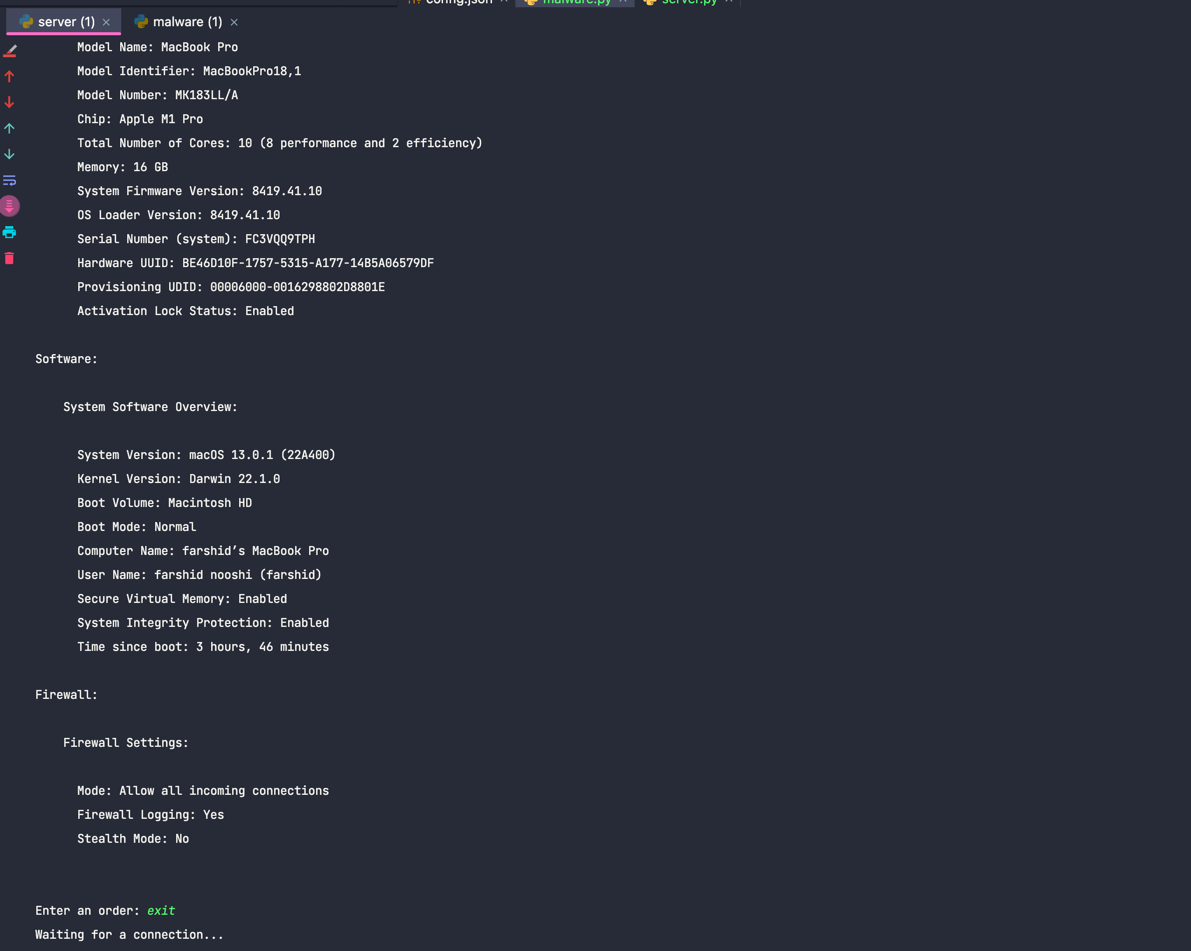 config.json malware.py server.py
server (1) malware (1)
Model Name: MacBook Pro
Model Identifier: MacBookPro18,1
Model Number: MK183LL/A
Chip: Apple M1 Pro
Total Number of Cores: 10 (8 performance and 2 efficiency)
Memory: 16 GB
System Firmware Version: 8419.41.10
OS Loader Version: 8419.41.10
Serial Number (system): FC3VQQ9TPH
Hardware UUID: BE46D10F-1757-5315-A177-14B5A06579DF
Provisioning UDID: 00006000-0016298802D8801E
Activation Lock Status: Enabled
Software:
System Software Overview:
System Version: macOS 13.0.1 (22A400)
Kernel Version: Darwin 22.1.0
Boot Volume: Macintosh HD
Boot Mode: Normal
Computer Name: farshid’s MacBook Pro
User Name: farshid nooshi (farshid)
Secure Virtual Memory: Enabled
System Integrity Protection: Enabled
Time since boot: 3 hours, 46 minutes
Firewall:
Firewall Settings:
Mode: Allow all incoming connections
Firewall Logging: Yes
Stealth Mode: No
Enter an order: exit
Waiting for a connection...